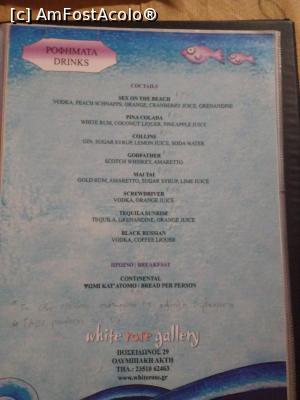 [c] AmFostAcolo®
ΡΟΦΗΜΑΤΑ
DRINKS
COCTAILS
SEX ON THE BEACH
VODKA, PEACH SCHNAPPS, ORANGE, CRANBERRY JUICE, GRENANDINE
PINA COLADA
WHITE RUM, COCONUT LIQUER, PINEAPPLE JUICE
COLLINS
GIN, SUGAR SYRUP, LEMON JUICE, SODA WATER
GODFATHER
SCOTCH WHISKEY, AMARETTO
MAI TAI
GOLD RUM, AMARETTO, SUGAR SYRUP, LIME JUICE
SCREWDRIVER
VODKA, ORANGE JUICE
TEQUILA SUNRISE
TEQUILA, GRENANDINE, ORANGE JUICE
BLACK RUSSIAN
VODKA, COFFEE LIQUER
ΠΡΩΙΝΟ | BREAKFAST
CONTINENTAL
ΨΩΜΙ ΚΑΤ'ΑΤΟΜΟ / BREAD PER PERSON
white rose gallery
ΠΟΣΕΙΔΩΝΟΣ 29
ΟΛΥΜΠΙΑΚΗ ΑΚΤΗ
ΤΗΛ.: 23510 62463
www.whiterose.gr